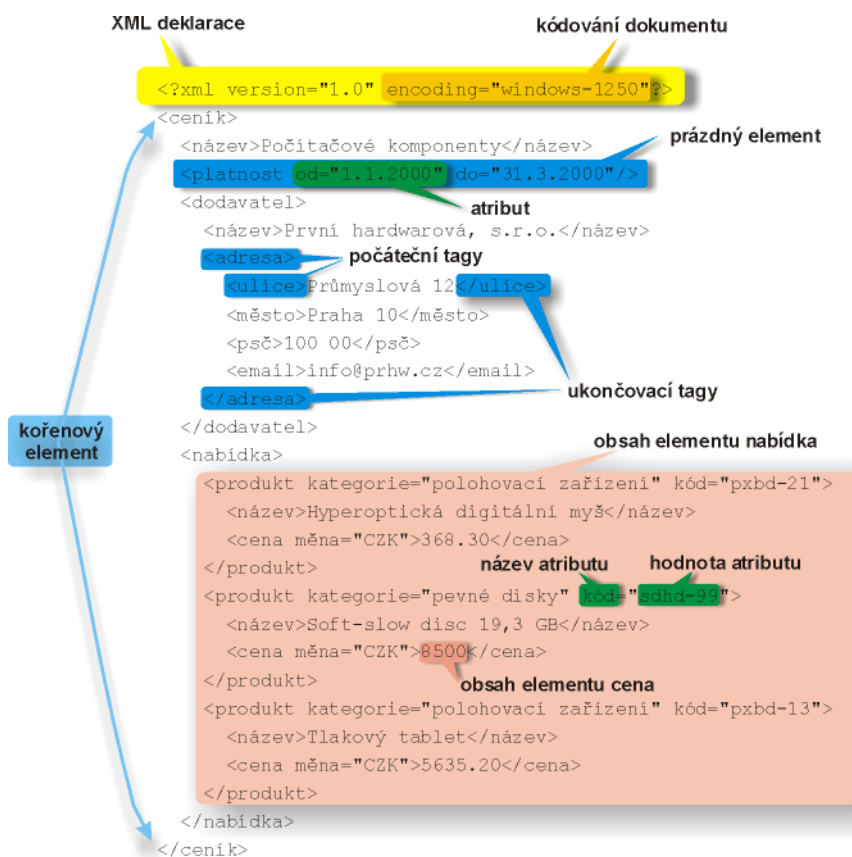 XML deklarace
kódování dokumentu
<?xml version="1.0" encoding="windows-1250"?>
<ceník>
<název>Počítačové komponenty</název>
prázdný element
<platnost od="1.1.2000" do="31.3.2000"/>
<dodavatel>
atribut
<název>První hardwarová, s.r.o.</název>
<adresa>
počáteční tagy
<ulice>Průmyslová 12</ulice>
<město>Praha 10</město>
<psč>100 00</psč>
<email>info@prhw.cz</email>
</adresa>
ukončovací tagy
</dodavatel>
kořenový
element
obsah elementu nabídka
<nabídka>
<produkt kategorie="polohovací zařízení" kód="pxbd-21">
<název>Hyperoptická digitální myš</název>
<cena měna="CZK">368.30</cena>
</produkt>
název atributu
hodnota atributu
<produkt kategorie="pevné disky" kód="sdhd-99">
<název>Soft-slow disc 19,3 GB</název>
<cena měna="CZK">8500</cena>
</produkt>
obsah elementu cena
<produkt kategorie="polohovací zařízení" kód="pxbd-13">
<název>Tlakový tablet</název>
<cena měna="CZK">5635.20</cena>
</produkt>
</nabídka>
</ceník>